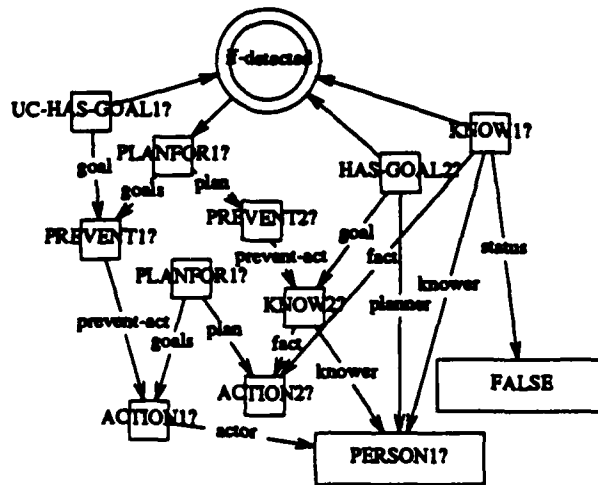 if-detected
UC-HAS-GOAL1?
KNOW1?
PLANFOR1?
HAS-GOAL2?
goal
goals
plan
PREVENT2?
PREVENT1?
goal
fact
status
prevent-act
PLANFOR1?
KNOW2?
planner
knower
prevent-act
goals
plan
fact
knower
FALSE
ACTION2?
ACTION1?
actor
PERSON1?